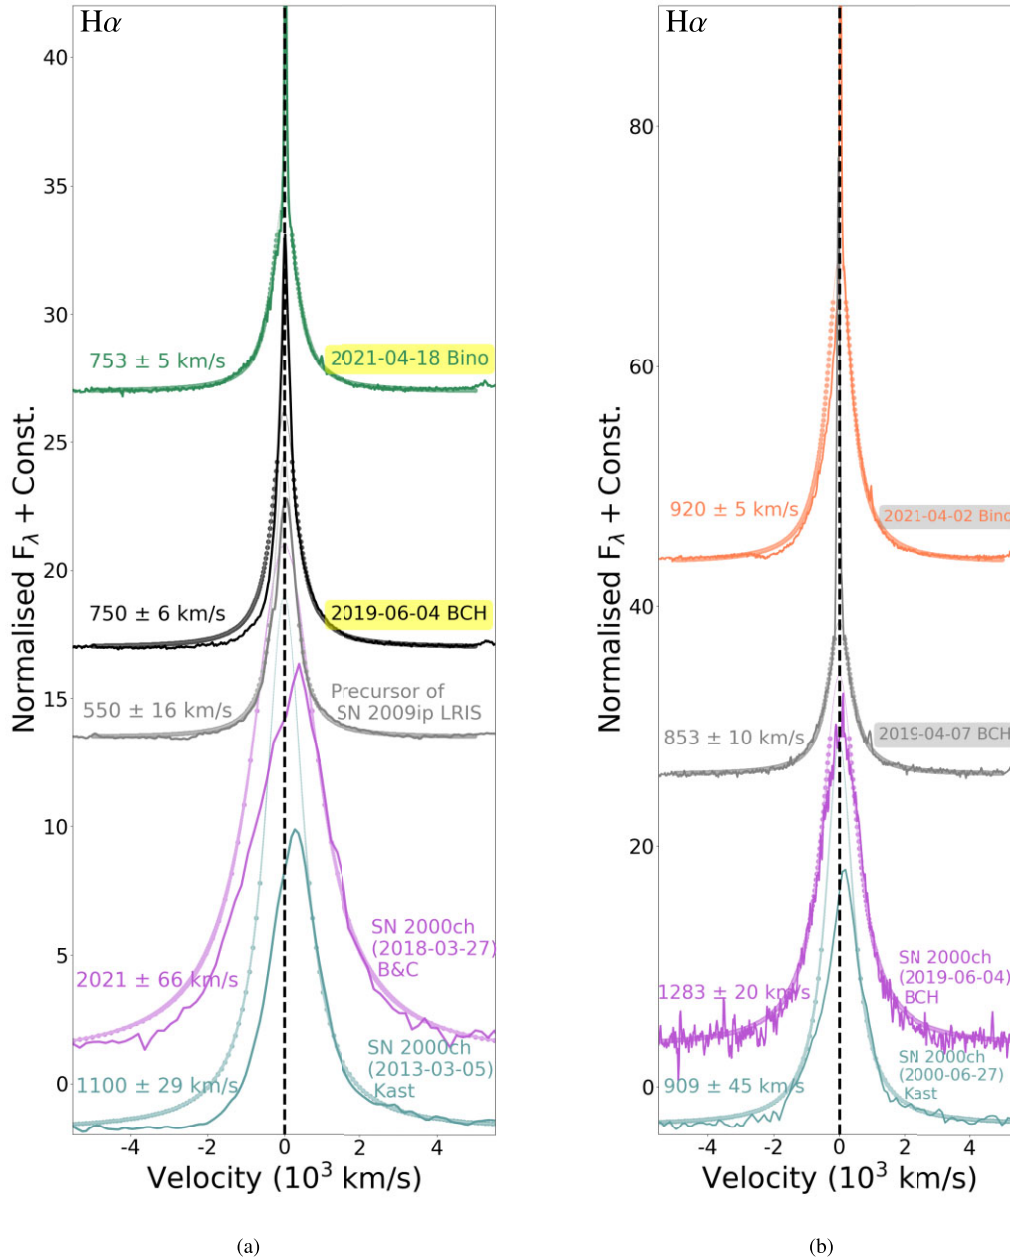 Hα
40
35
30
25
20
15
10
5
0
-4
-2
0
2
4
Normalised Fλ + Const.
Velocity (10³ km/s)
753 ± 5 km/s
2021-04-18 Bino
750 ± 6 km/s
2019-06-04 BCH
550 ± 16 km/s
Precursor of
SN 2009ip LRIS
SN 2000ch
(2018-03-27)
B&C
2021 ± 66 km/s
SN 2000ch
(2013-03-05)
Kast
1100 ± 29 km/s
(a)
Hα
80
60
40
20
0
-4
-2
0
2
4
Normalised Fλ + Const.
Velocity (10³ km/s)
920 ± 5 km/s
2021-04-02 Bino
853 ± 10 km/s
2019-04-07 BCH
SN 2000ch
(2019-06-04)
BCH
1283 ± 20 km/s
SN 2000ch
(2000-06-27)
Kast
909 ± 45 km/s
(b)